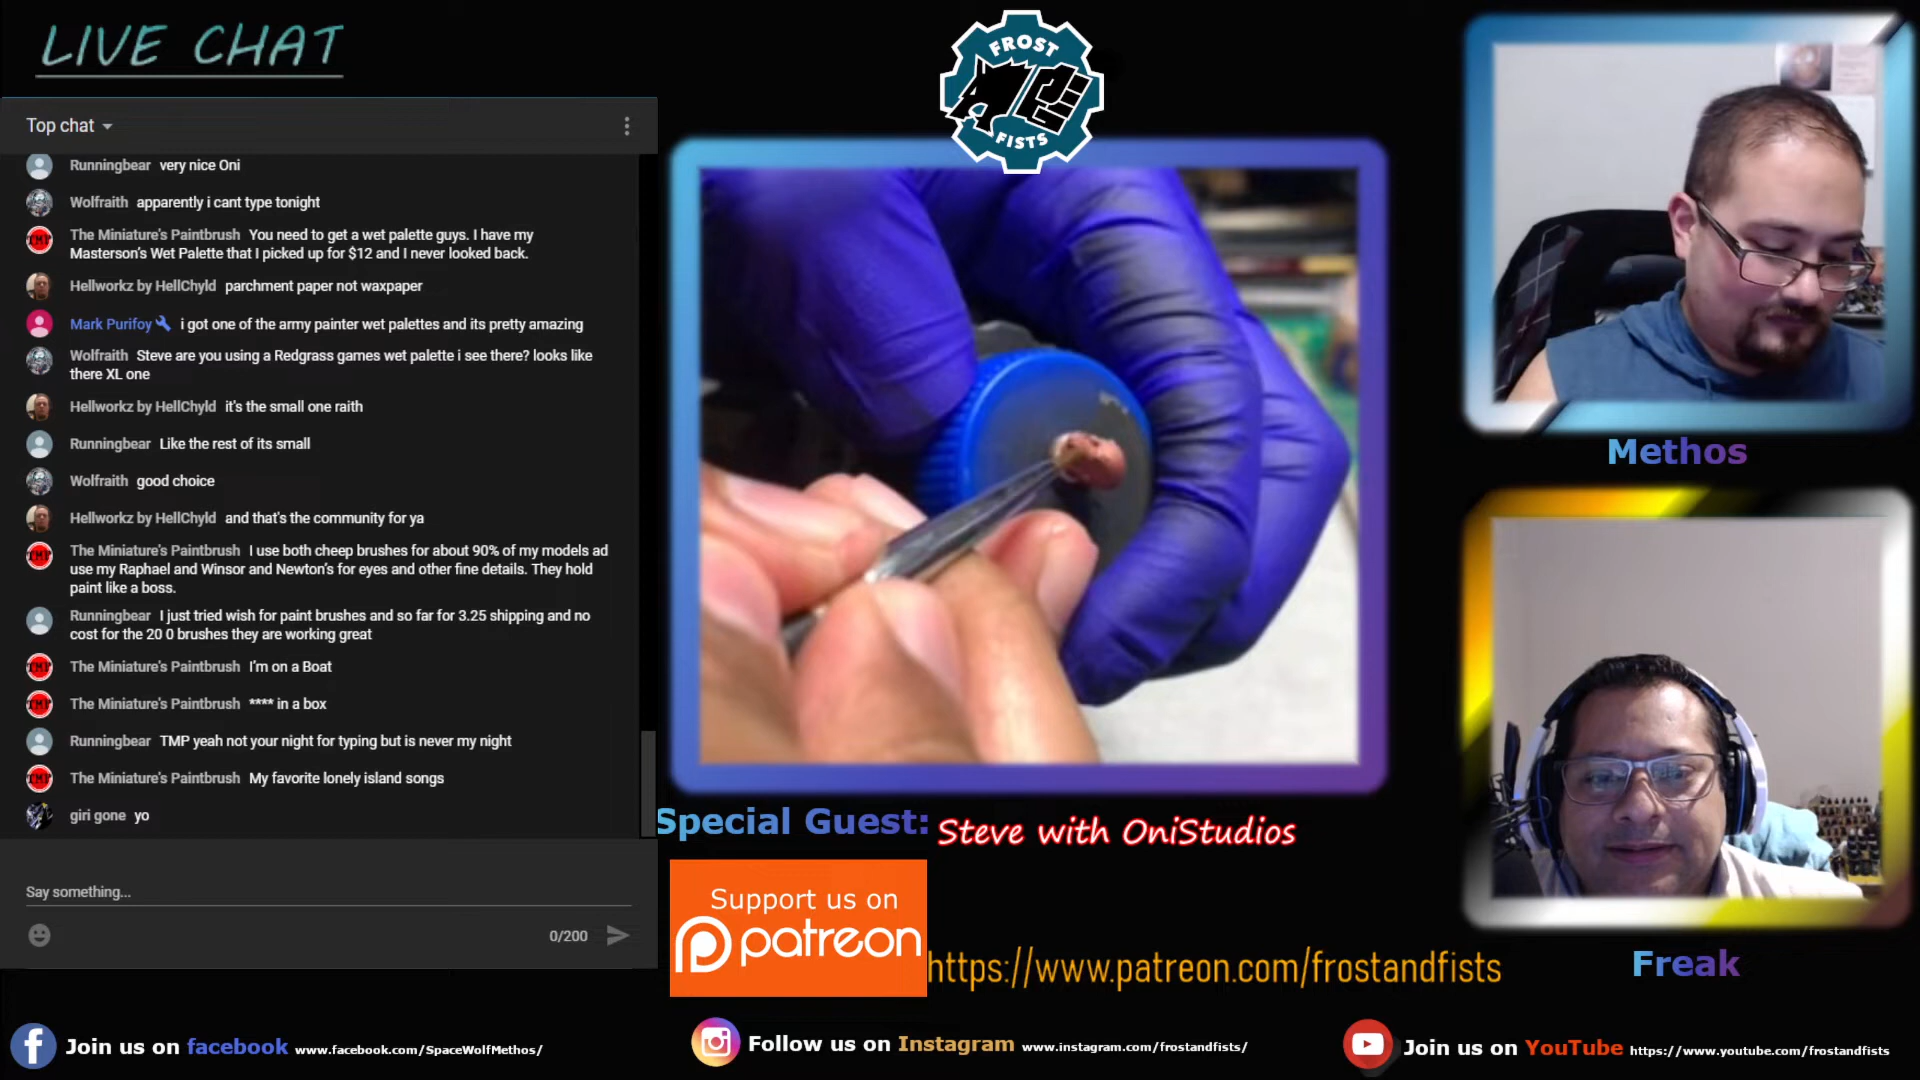 LIVE CHAT
Top chat
Runningbear very nice Oni
Wolfraith apparently i cant type tonight
The Miniature's Paintbrush You need to get a wet palette guys. I have my
Masterson's Wet Palette that I picked up for $12 and I never looked back.
Hellworkz by HellChyld parchment paper not waxpaper
Mark Purifoy i got one of the army painter wet palettes and its pretty amazing
Wolfraith Steve are you using a Redgrass games wet palette i see there? looks like
there XL one
Hellworkz by HellChyld it's the small one raith
Runningbear Like the rest of its small
Wolfraith good choice
Hellworkz by HellChyld and that's the community for ya
The Miniature's Paintbrush I use both cheep brushes for about 90% of my models ad
use my Raphael and Winsor and Newton's for eyes and other fine details. They hold
paint like a boss.
Runningbear I just tried wish for paint brushes and so far for 3.25 shipping and no
cost for the 20 0 brushes they are working great
The Miniature's Paintbrush I'm on a Boat
The Miniature's Paintbrush **** in a box
Runningbear TMP yeah not your night for typing but is never my night
The Miniature's Paintbrush My favorite lonely island songs
giri gone yo
Say something...
0/200
FROST
FISTS
Special Guest: Steve with OniStudios
Support us on
patreon
https://www.patreon.com/frostandfists
Methos
Freak
Join us on facebook www.facebook.com/SpaceWolfMethos/
Follow us on Instagram www.instagram.com/frostandfists/
Join us on YouTube https://www.youtube.com/frostandfists